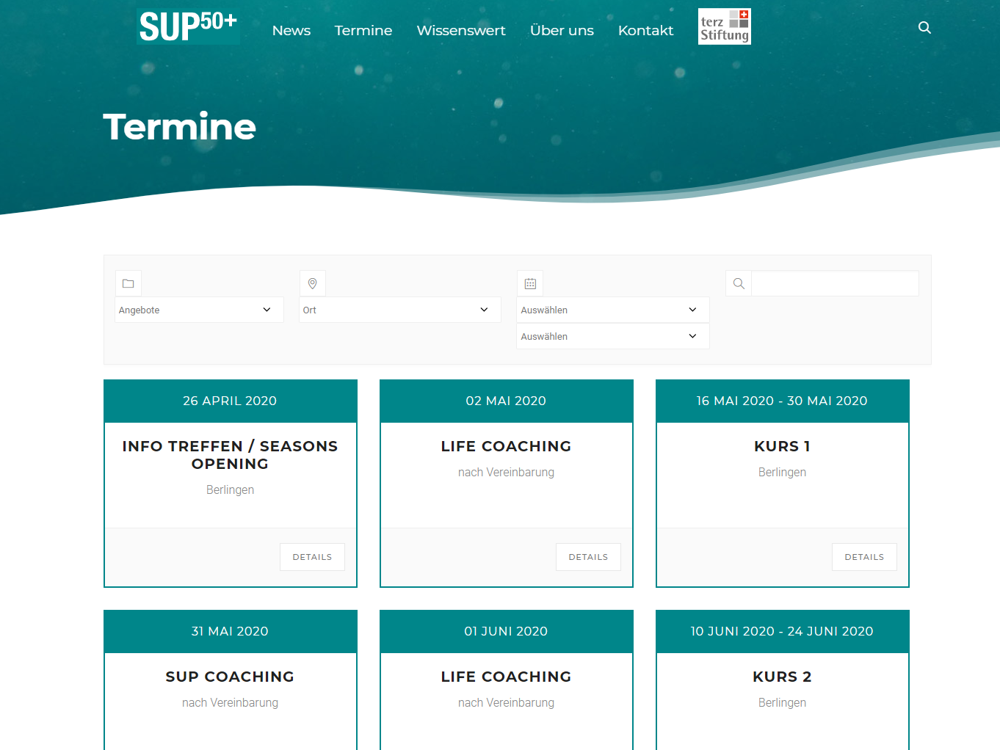 SUP50+
News Termine Wissenswert Über uns Kontakt
terz
Stiftung
Termine
Angebote
Ort
Auswählen
Auswählen
26 APRIL 2020
INFO TREFFEN / SEASONS
OPENING
Berlingen
DETAILS
02 MAI 2020
LIFE COACHING
nach Vereinbarung
DETAILS
16 MAI 2020 - 30 MAI 2020
KURS 1
Berlingen
DETAILS
31 MAI 2020
SUP COACHING
nach Vereinbarung
01 JUNI 2020
LIFE COACHING
nach Vereinbarung
10 JUNI 2020 - 24 JUNI 2020
KURS 2
Berlingen